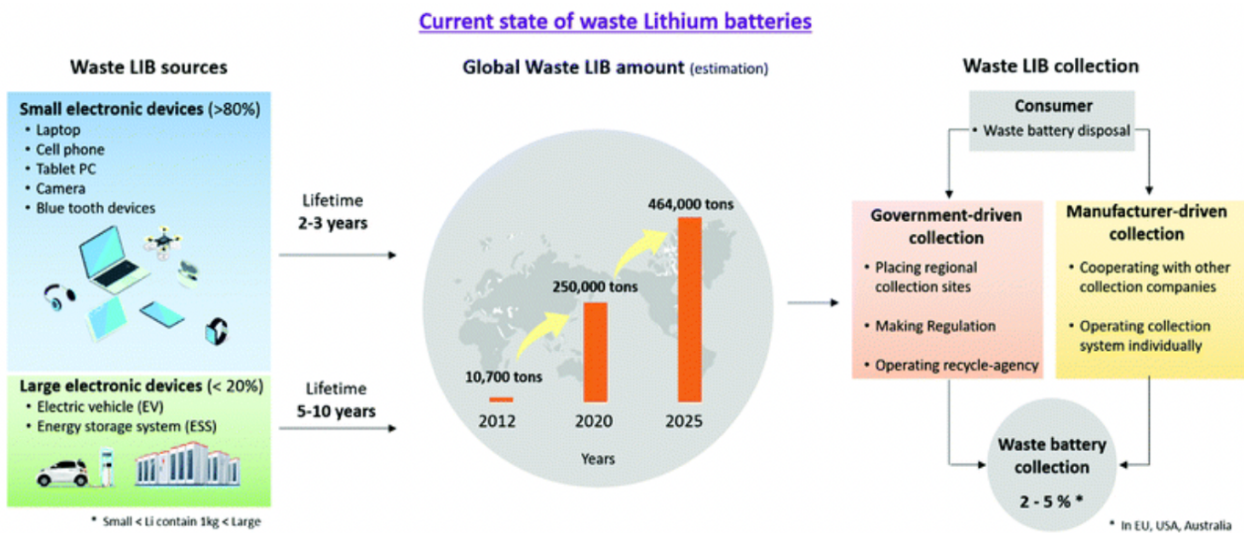 Current state of waste Lithium batteries
Waste LIB sources
Small electronic devices (>80%)
• Laptop
• Cell phone
• Tablet PC
• Camera
• Blue tooth devices
Large electronic devices (< 20%)
• Electric vehicle (EV)
• Energy storage system (ESS)
* Small < Li contain 1kg < Large
Lifetime
2-3 years
Lifetime
5-10 years
Global Waste LIB amount (estimation)
464,000 tons
250,000 tons
10,700 tons
2012 2020 2025
Years
Waste LIB collection
Consumer
• Waste battery disposal
Government-driven
collection
• Placing regional
collection sites
• Making Regulation
• Operating recycle-agency
Manufacturer-driven
collection
• Cooperating with other
collection companies
• Operating collection
system individually
Waste battery
collection
2 - 5 % *
* In EU, USA, Australia